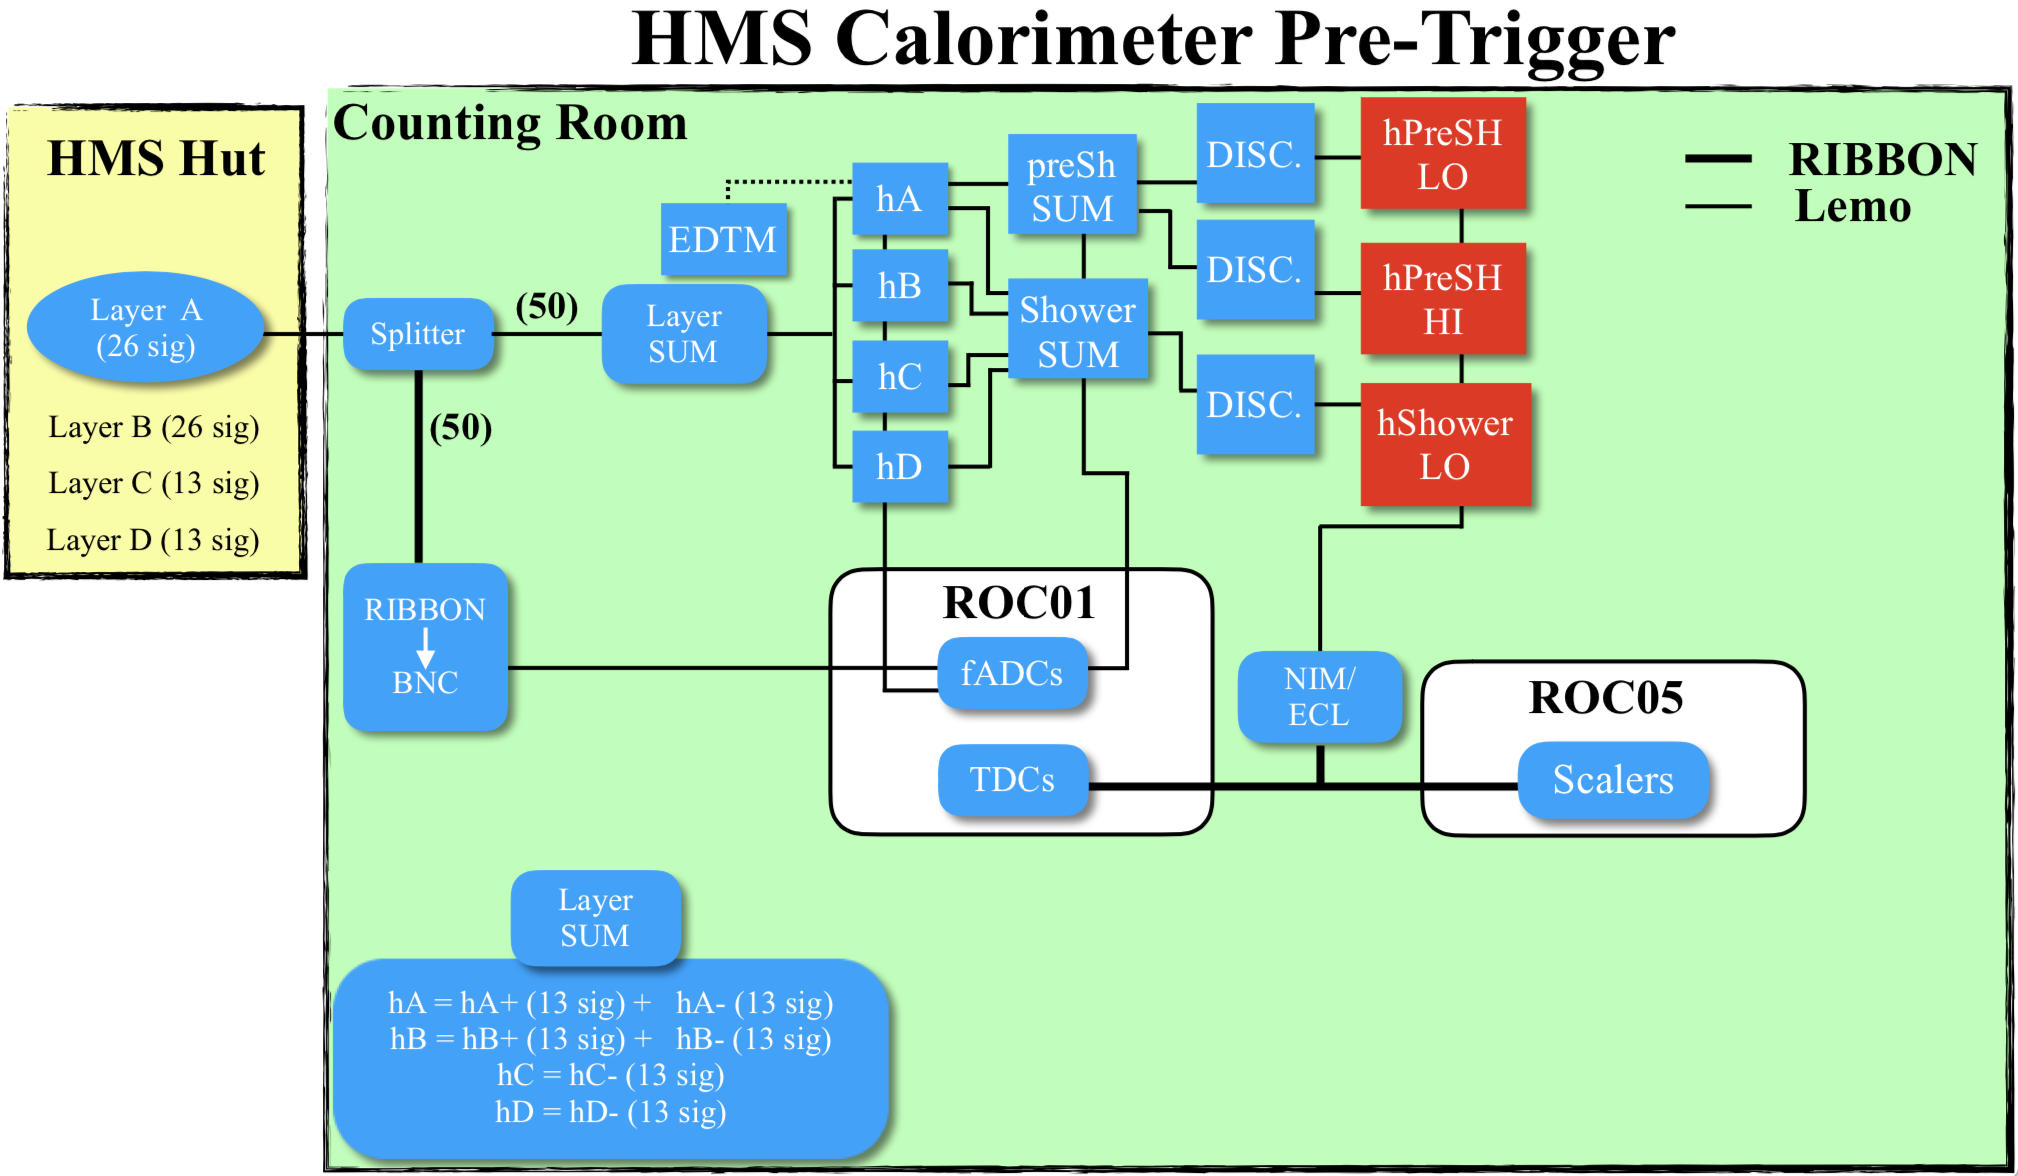 HMS Calorimeter Pre-Trigger
HMS Hut
Layer A
(26 sig)
Layer B (26 sig)
Layer C (13 sig)
Layer D (13 sig)
Counting Room
Splitter
(50)
(50)
RIBBON
BNC
EDTM
Layer
SUM
hA
hB
hC
hD
preSh
SUM
Shower
SUM
DISC.
DISC.
DISC.
hPreSH
LO
hPreSH
HI
hShower
LO
RIBBON
Lemo
ROC01
fADCs
TDCs
NIM/
ECL
ROC05
Scalers
Layer
SUM
hA = hA+ (13 sig) + hA- (13 sig)
hB = hB+ (13 sig) + hB- (13 sig)
hC = hC- (13 sig)
hD = hD- (13 sig)